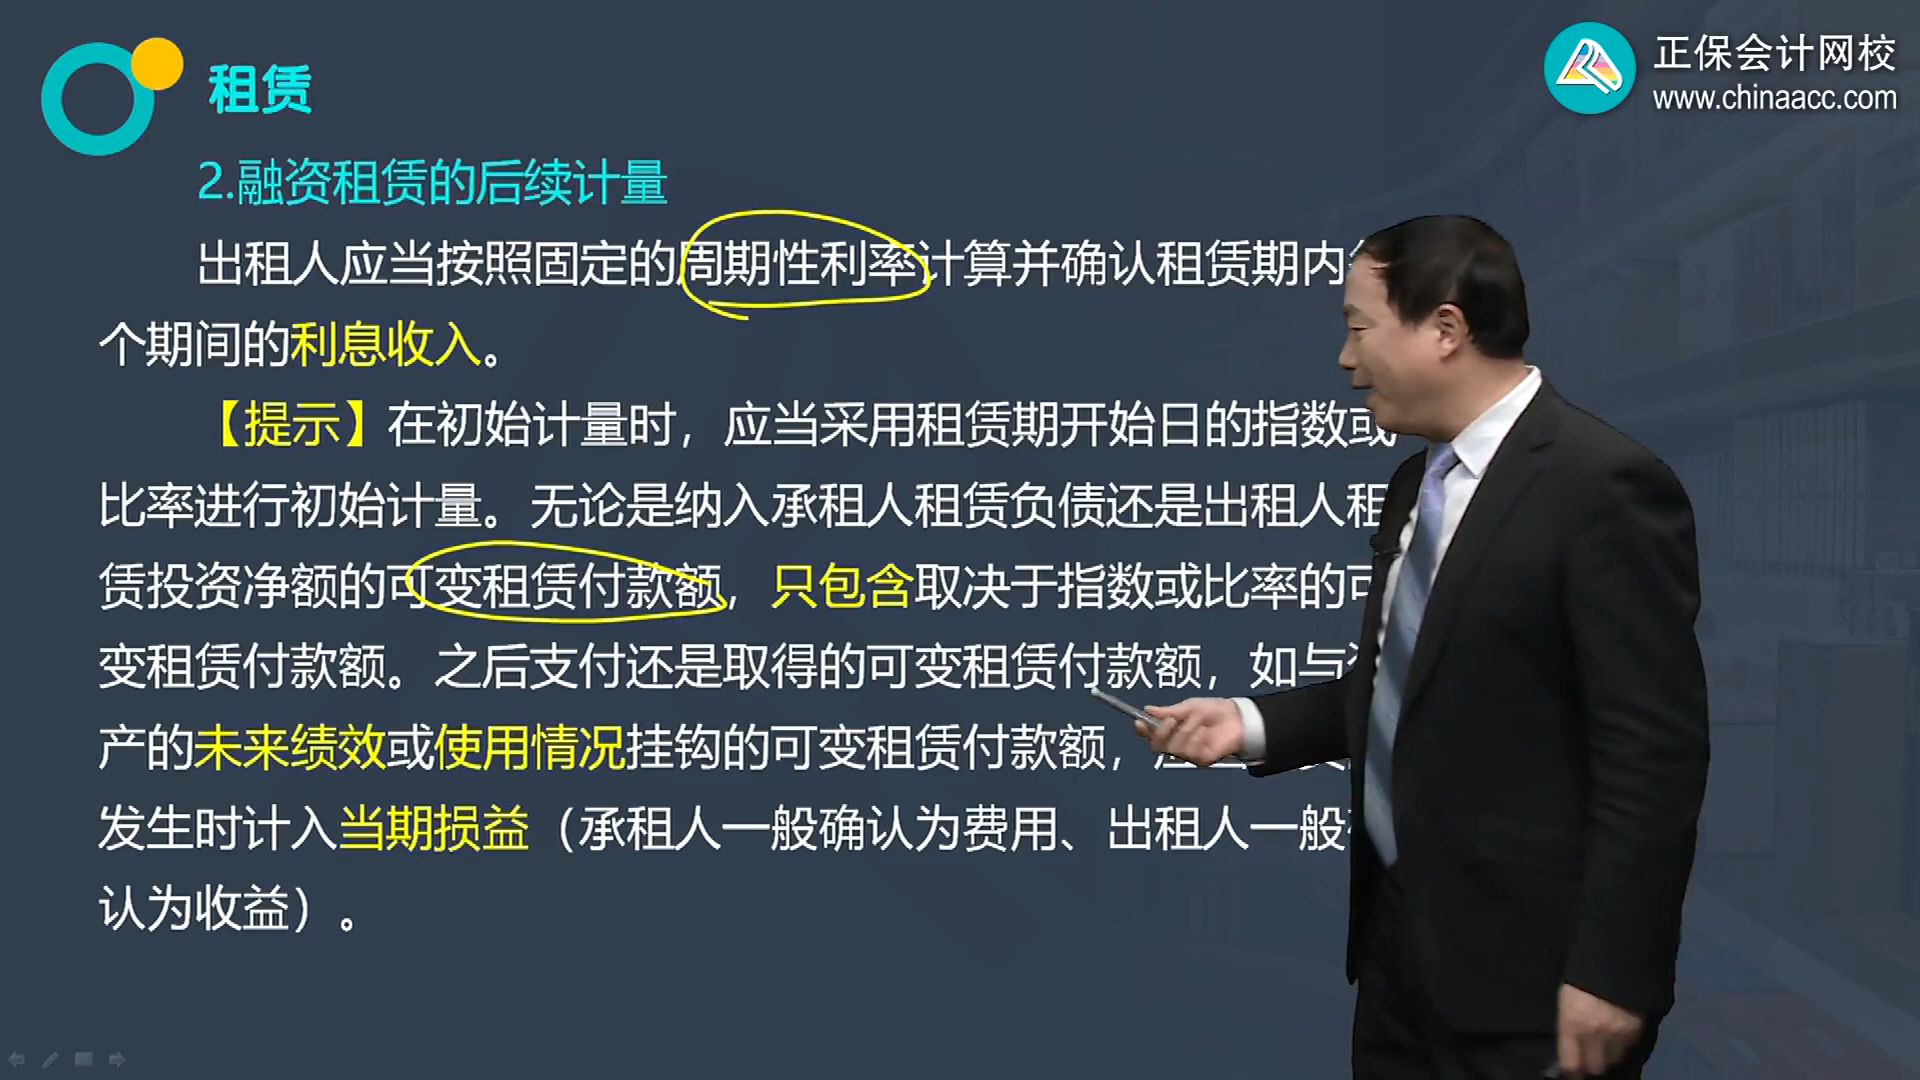 租赁
正保会计网校
www.chinaacc.com
2.融资租赁的后续计量
出租人应当按照固定的周期性利率计算并确认租赁期内
个期间的利息收入。
【提示】在初始计量时，应当采用租赁期开始日的指数或
比率进行初始计量。无论是纳入承租人租赁负债还是出租人租
赁投资净额的可变租赁付款额，只包含取决于指数或比率的可
变租赁付款额。之后支付还是取得的可变租赁付款额，如与
产的未来绩效或使用情况挂钩的可变租赁付款额，
发生时计入当期损益（承租人一般确认为费用、出租人一般
认为收益）。